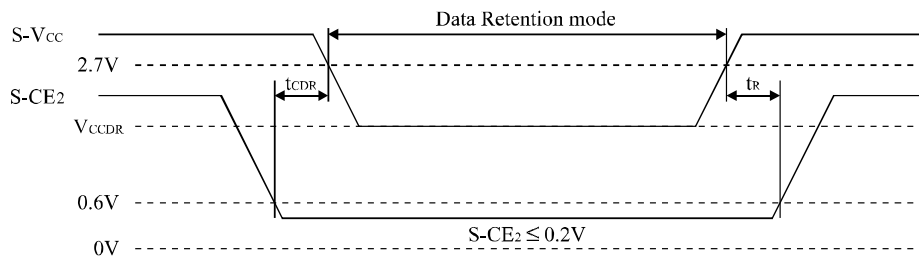 Data Retention mode
S-VCC
2.7V
tCDR
tR
S-CE2
VCCDR
0.6V
S-CE2 ≤ 0.2V
0V